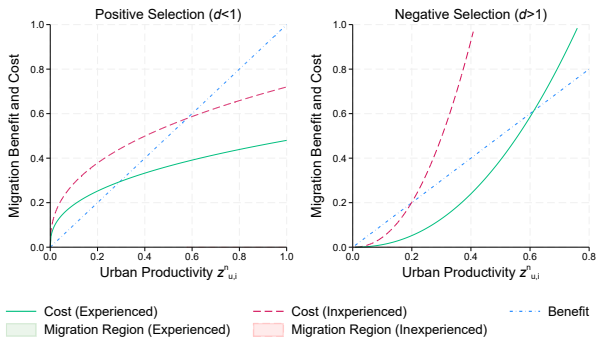 Positive Selection (d<1)
Negative Selection (d>1)
Migration Benefit and Cost
1.0
0.8
0.6
0.4
0.2
0.0
0.0 0.2 0.4 0.6 0.8 1.0
Urban Productivity zⁿu,i
Migration Benefit and Cost
1.0
0.8
0.6
0.4
0.2
0.0
0.0 0.2 0.4 0.6 0.8
Urban Productivity zⁿu,i
Cost (Experienced)
Cost (Inxperienced)
Benefit
Migration Region (Experienced)
Migration Region (Inexperienced)